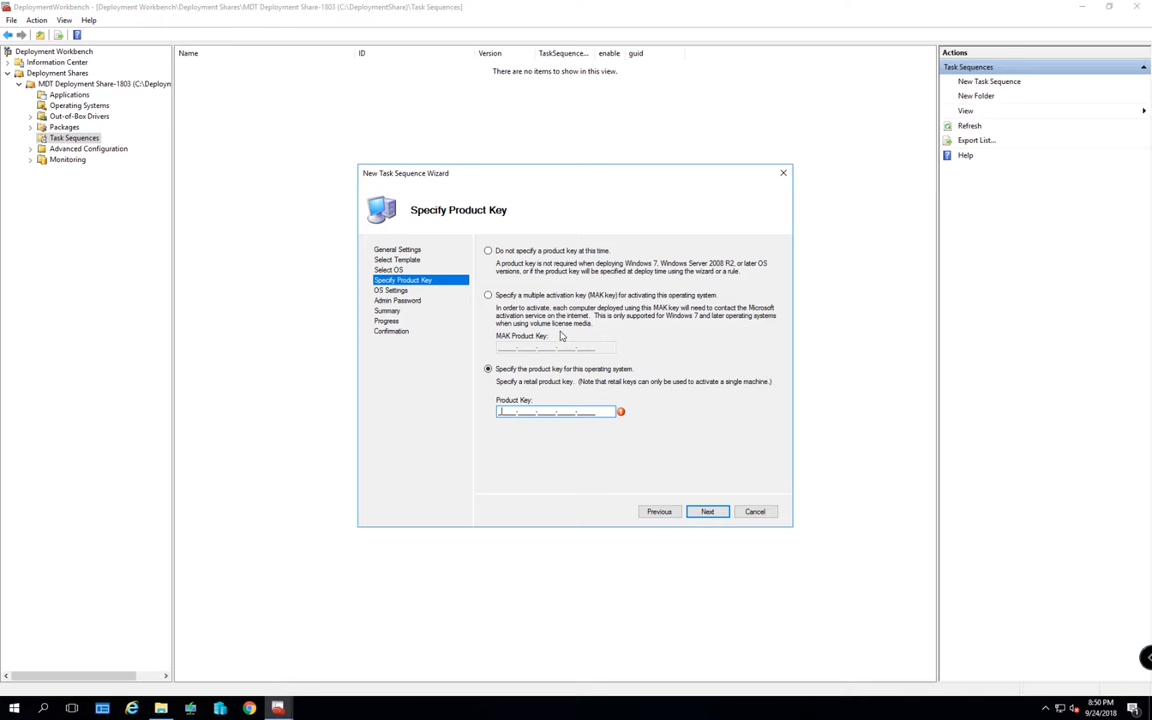 DeploymentWorkbench - [Deployment Workbench\Deployment Shares\MDT Deployment Share-1803 (C:\DeploymentShare)\Task Sequences]
File Action View Help
Deployment Workbench
Information Center
Deployment Shares
MDT Deployment Share-1803 (C:\Deploym
Applications
Operating Systems
Out-of-Box Drivers
Packages
Task Sequences
Advanced Configuration
Monitoring
Name ID Version TaskSequence... enable guid
There are no items to show in this view.
Actions
Task Sequences
New Task Sequence
New Folder
View
Refresh
Export List...
Help
New Task Sequence Wizard
Specify Product Key
General Settings
Select Template
Select OS
Specify Product Key
OS Settings
Admin Password
Summary
Progress
Confirmation
Do not specify a product key at this time.
A product key is not required when deploying Windows 7, Windows Server 2008 R2, or later OS
versions, or if the product key will be specified at deploy time using the wizard or a rule.
Specify a multiple activation key (MAK key) for activating this operating system.
In order to activate, each computer deployed using this MAK key will need to contact the Microsoft
activation service on the internet. This is only supported for Windows 7 and later operating systems
when using volume license media.
MAK Product Key:
_____-_____-_____-_____-_____
Specify the product key for this operating system.
Specify a retail product key. (Note that retail keys can only be used to activate a single machine.)
Product Key:
_____-_____-_____-_____-_____
Previous Next Cancel
8:50 PM
9/24/2018